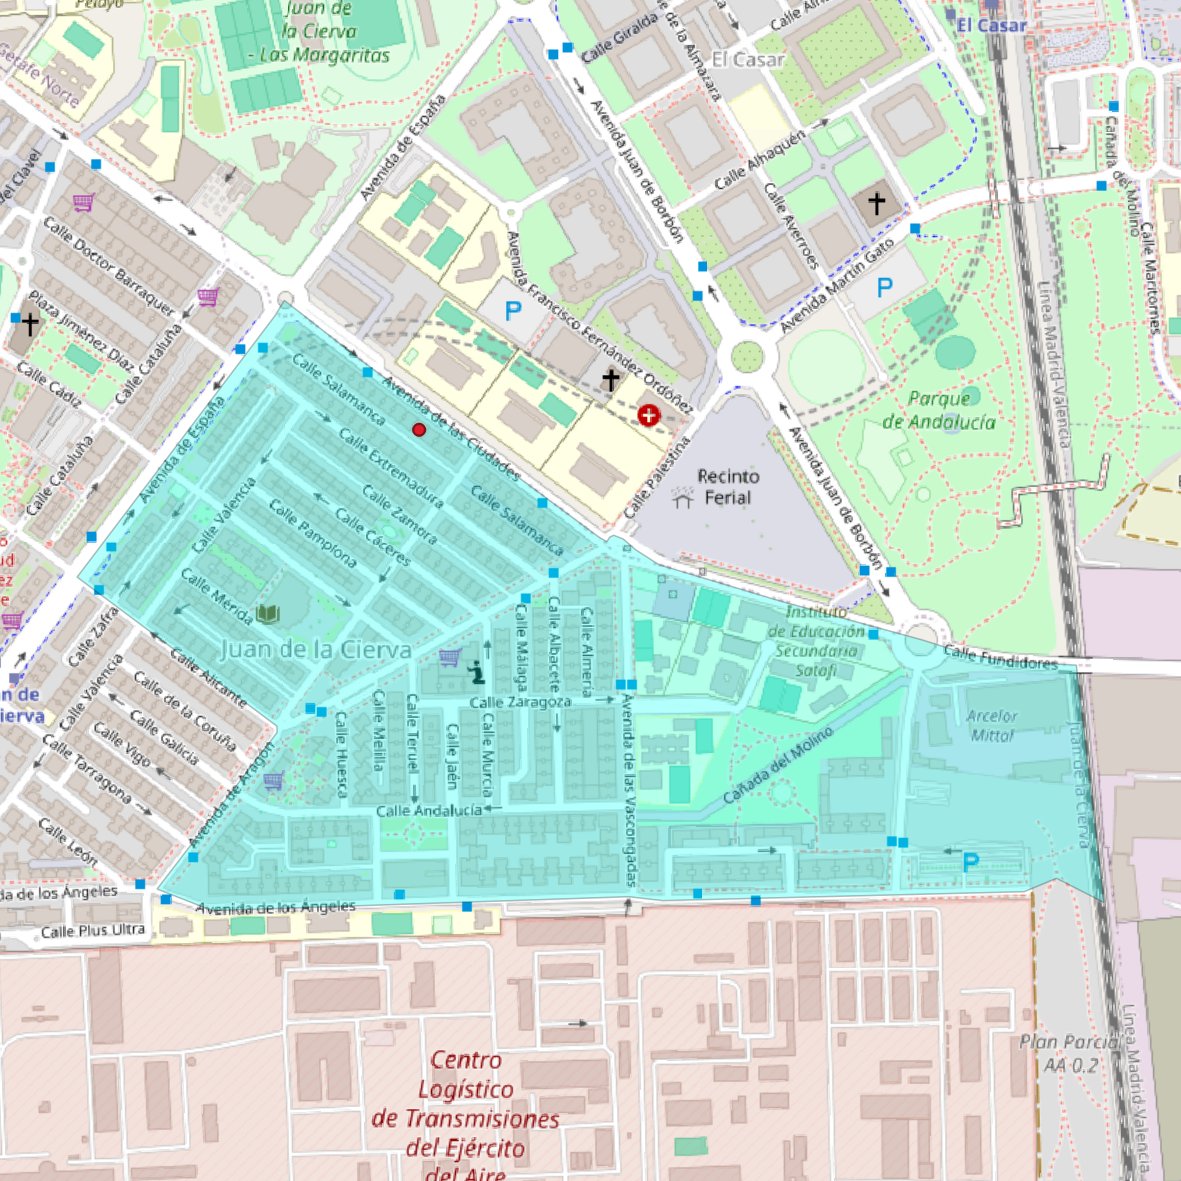 Pelayo
Juan de
la Cierva
- Las Margaritas
Getafe Norte
El Casar
El Casar
Calle Giralda
Avenida Juan de Borbón
Avenida de España
Calle Alhaquén
Calle Averroes
Avenida Martín Gato
Cañada del Molino
Calle Maritornes
Línea Madrid-Valencia
del Clavel
Calle Doctor Barraquer
Plaza Jiménez Díaz
Calle Cataluña
Calle Cádiz
Calle Cataluña
Avenida Francisco Fernández Ordóñez
P
P
Parque
de Andalucía
Recinto
Ferial
Calle Palestina
Avenida Juan de Borbón
Avenida de las Ciudades
Calle Salamanca
Calle Extremadura
Calle Zamora
Calle Salamanca
Calle Cáceres
Calle Pamplona
Calle Valencia
Avenida de España
Calle Mérida
Juan de la Cierva
Calle Zafra
Calle Valencia
Calle Alicante
Calle de la Coruña
Calle Galicia
Calle Vigo
Calle Tarragona
Calle León
Avenida de Aragón
Calle Huesca
Calle Melilla
Calle Teruel
Calle Jaén
Calle Murcia
Calle Málaga
Calle Albacete
Calle Almería
Calle Zaragoza
Calle Andalucía
Avenida de las Vascongadas
Instituto
de Educación
Secundaria
Satafi
Calle Fundidores
Arcelor
Mittal
Cañada del Molino
Juan de la Cierva
P
da de los Ángeles
Avenida de los Ángeles
Calle Plus Ultra
Centro
Logístico
de Transmisiones
del Ejército
del Aire
Plan Parcial
AA 0.2
Línea Madrid-Valencia